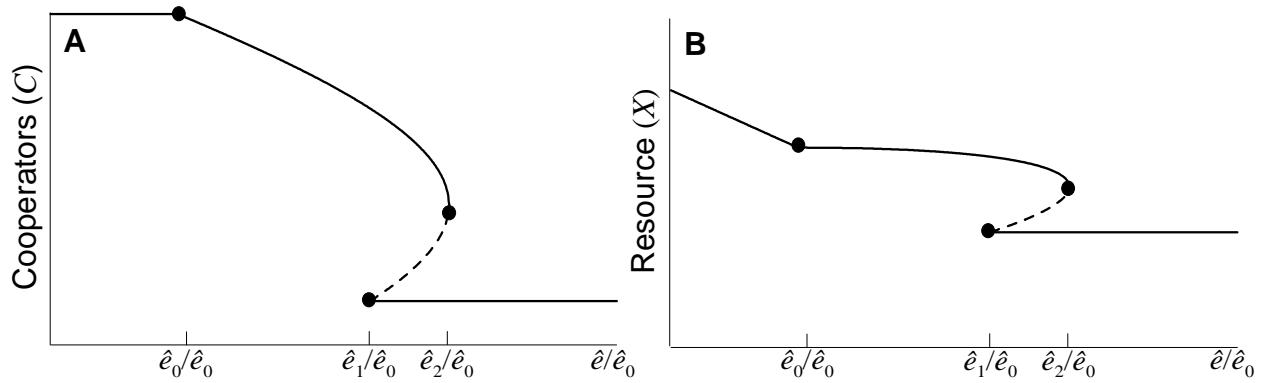 A
Cooperators (C)
ê₀/ê₀
ê₁/ê₀
ê₂/ê₀
ê/ê₀
B
Resource (X)
ê₀/ê₀
ê₁/ê₀
ê₂/ê₀
ê/ê₀